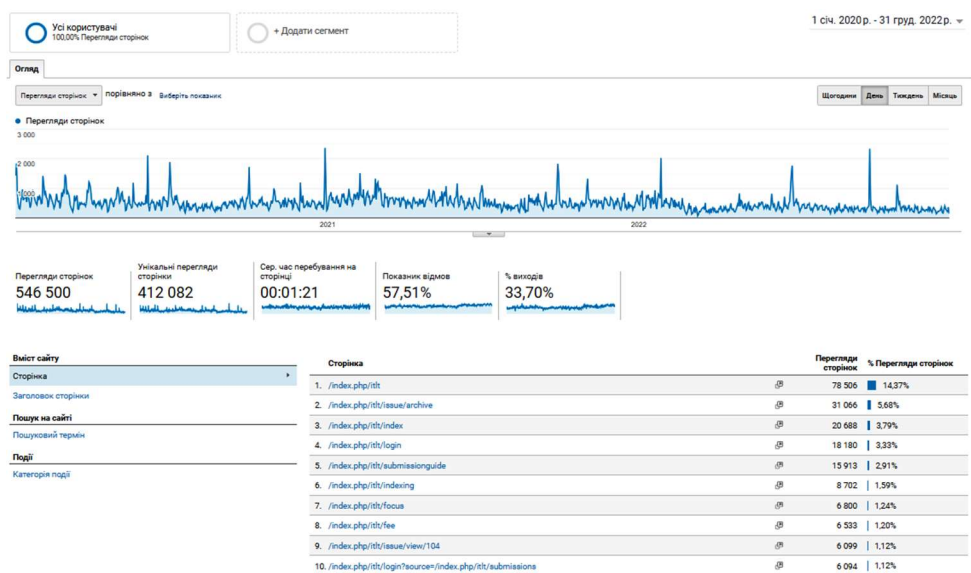 Усі користувачі
100,00% Перегляди сторінок
+ Додати сегмент
1 січ. 2020 р. - 31 груд. 2022 р.
Огляд
Перегляди сторінок порівняно з Виберіть показник
Щогодини День Тиждень Місяць
Перегляди сторінок
3 000
2 000
1 000
2021 2022
Перегляди сторінок
546 500
Унікальні перегляди
сторінки
412 082
Сер. час перебування на
сторінці
00:01:21
Показник відмов
57,51%
% виходів
33,70%
Вміст сайту
Сторінка
Заголовок сторінки
Пошук на сайті
Пошуковий термін
Події
Категорія події
Сторінка Перегляди сторінок % Перегляди сторінок
1. /index.php/itlt 78 506 14,37%
2. /index.php/itlt/issue/archive 31 066 5,68%
3. /index.php/itlt/index 20 688 3,79%
4. /index.php/itlt/login 18 180 3,33%
5. /index.php/itlt/submissionguide 15 913 2,91%
6. /index.php/itlt/indexing 8 702 1,59%
7. /index.php/itlt/focus 6 800 1,24%
8. /index.php/itlt/fee 6 533 1,20%
9. /index.php/itlt/issue/view/104 6 099 1,12%
10. /index.php/itlt/login?source=/index.php/itlt/submissions 6 094 1,12%